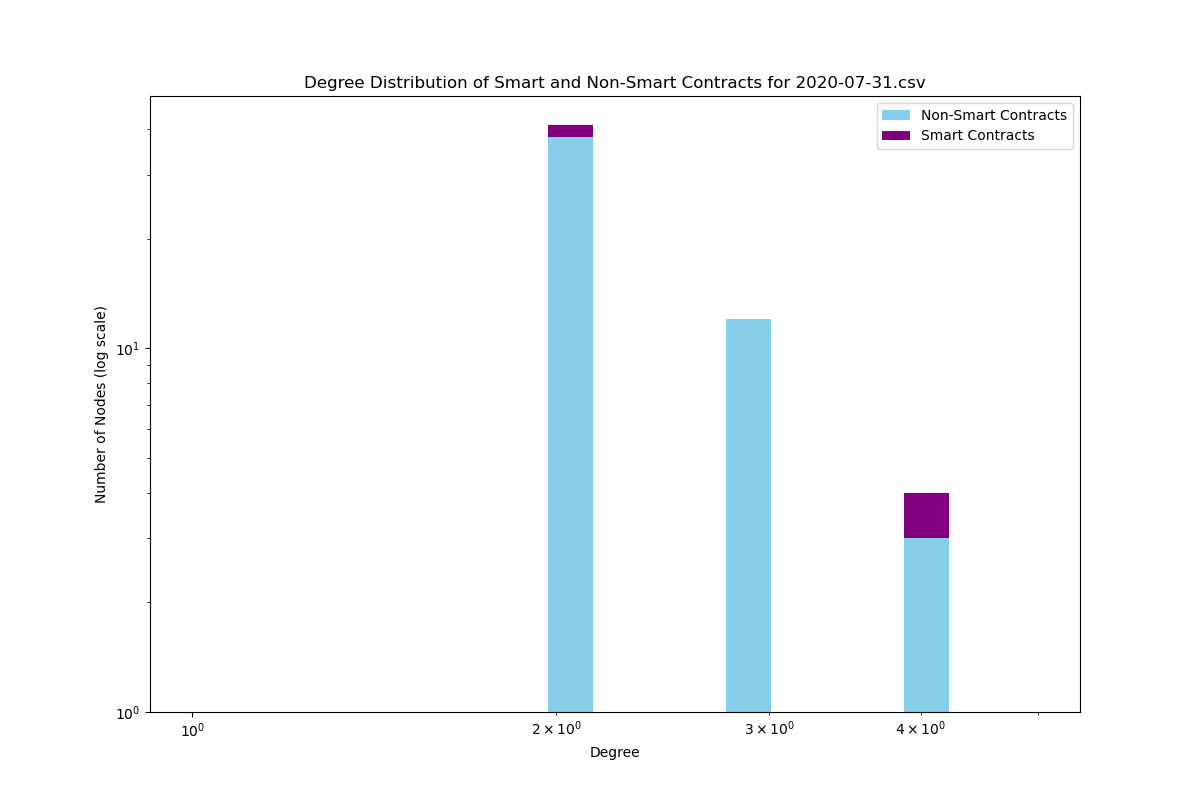 Degree Distribution of Smart and Non-Smart Contracts for 2020-07-31.csv
Non-Smart Contracts
Smart Contracts
Number of Nodes (log scale)
10¹
10⁰
10⁰
2 × 10⁰
3 × 10⁰
4 × 10⁰
Degree